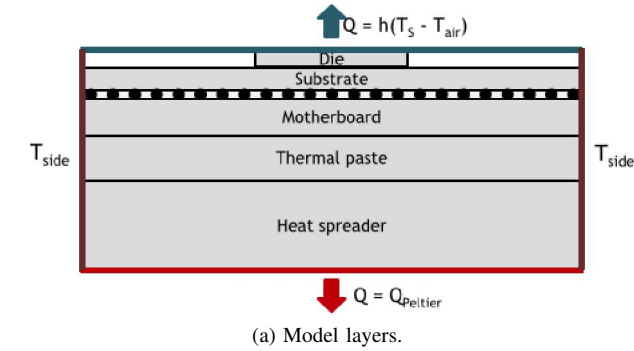 Q = h(T_S - T_air)
Die
Substrate
Motherboard
T_side
Thermal paste
T_side
Heat spreader
Q = Q_Peltier
(a) Model layers.